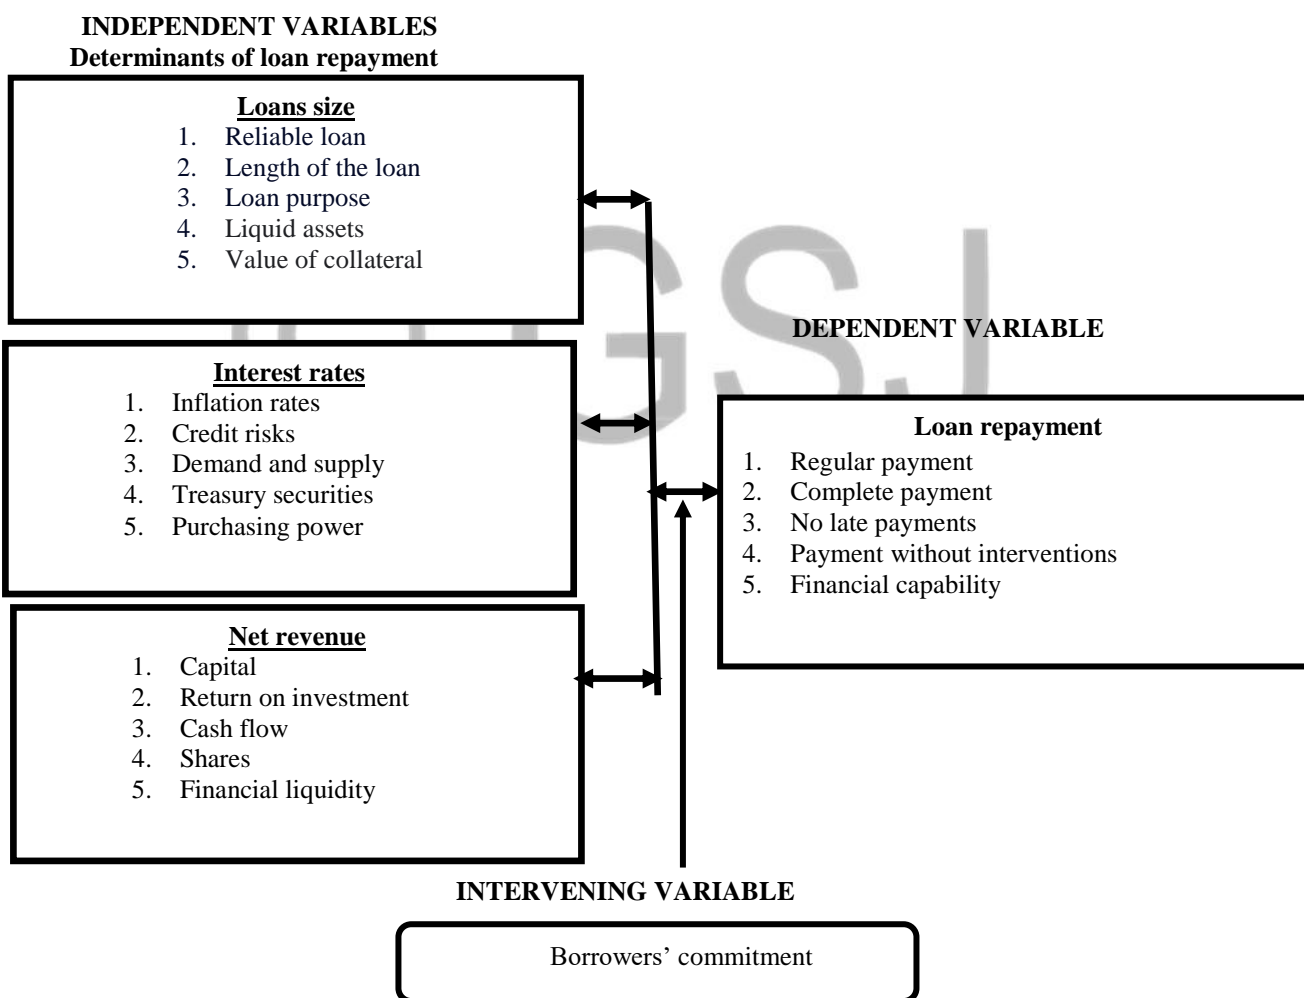 INDEPENDENT VARIABLES
Determinants of loan repayment
Loans size
1. Reliable loan
2. Length of the loan
3. Loan purpose
4. Liquid assets
5. Value of collateral
Interest rates
1. Inflation rates
2. Credit risks
3. Demand and supply
4. Treasury securities
5. Purchasing power
Net revenue
1. Capital
2. Return on investment
3. Cash flow
4. Shares
5. Financial liquidity
DEPENDENT VARIABLE
Loan repayment
1. Regular payment
2. Complete payment
3. No late payments
4. Payment without interventions
5. Financial capability
INTERVENING VARIABLE
Borrowers’ commitment